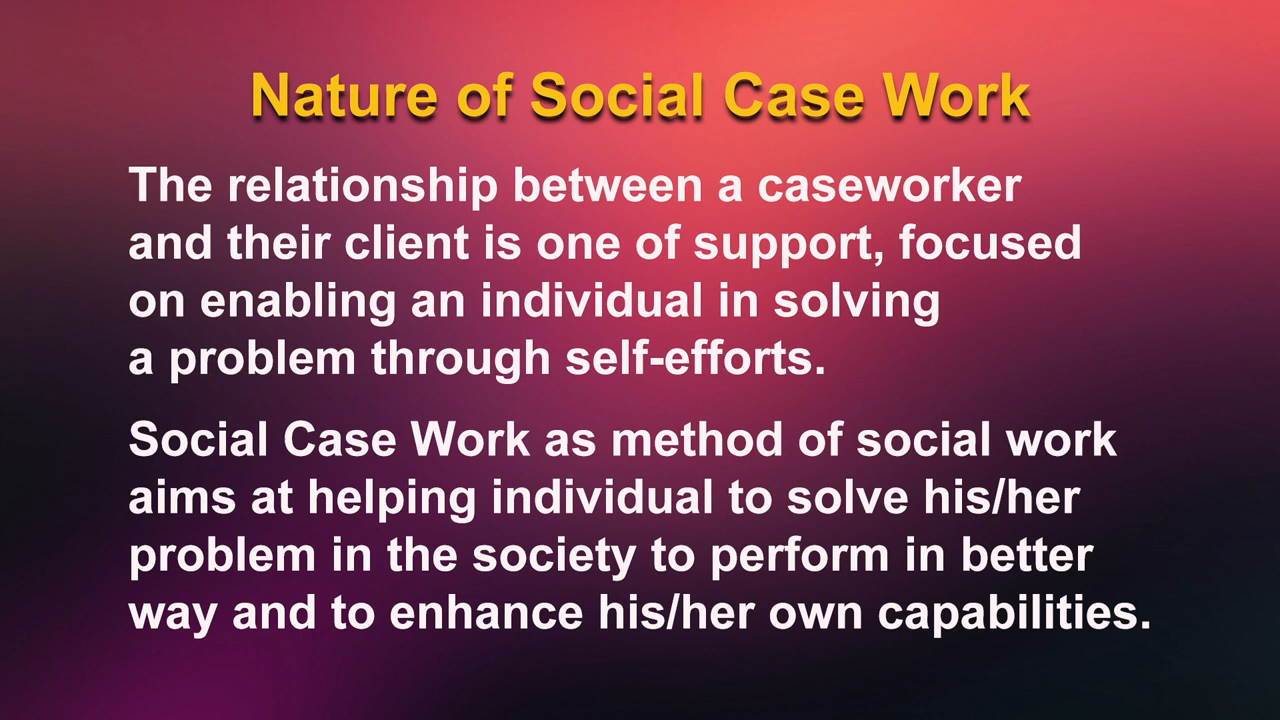 Nature of Social Case Work
The relationship between a caseworker
and their client is one of support, focused
on enabling an individual in solving
a problem through self-efforts.
Social Case Work as method of social work
aims at helping individual to solve his/her
problem in the society to perform in better
way and to enhance his/her own capabilities.